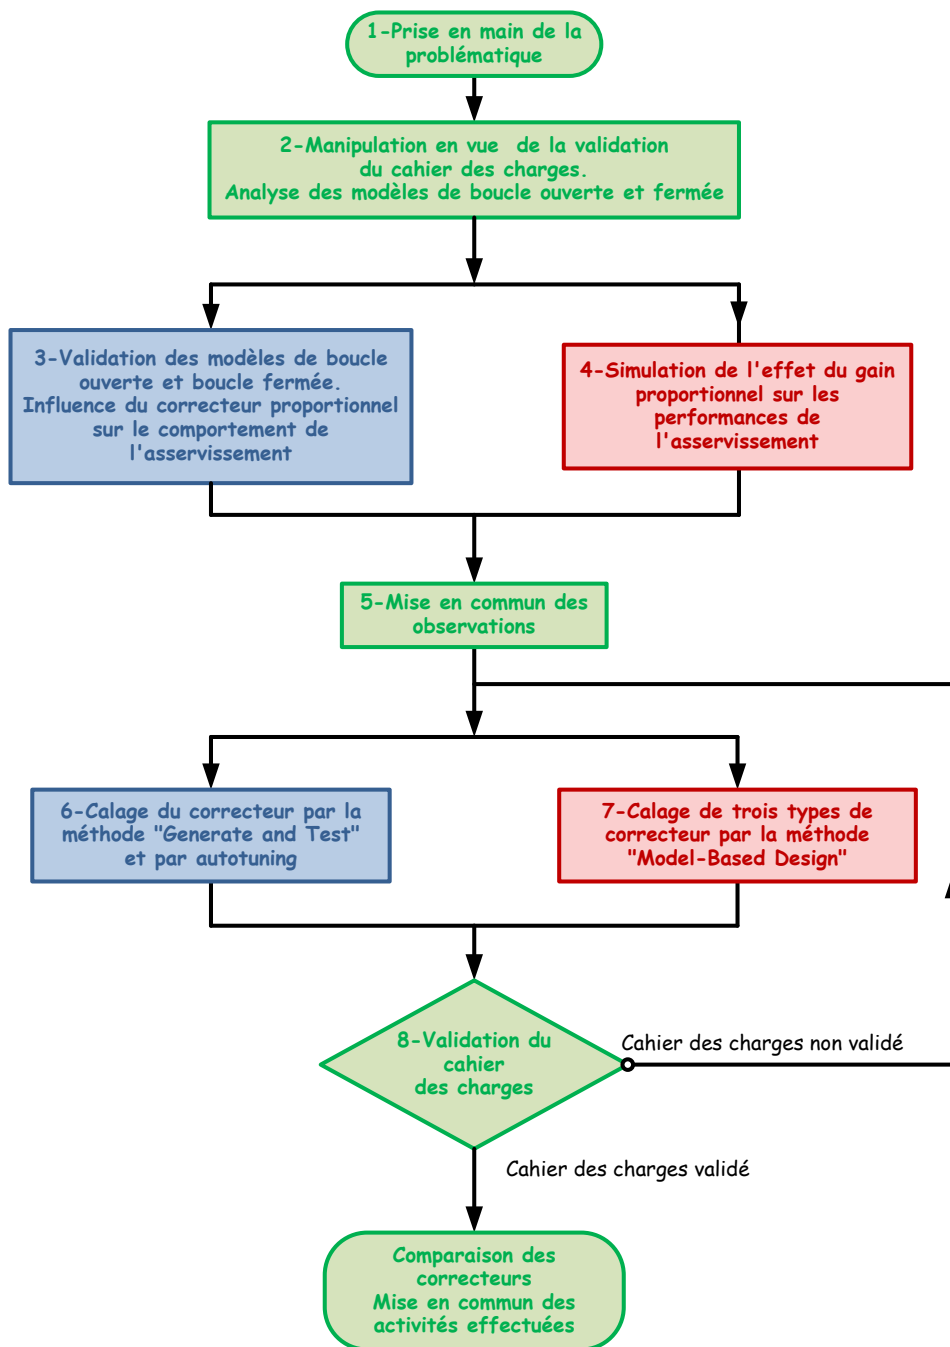 1-Prise en main de la
problématique
2-Manipulation en vue de la validation
du cahier des charges.
Analyse des modèles de boucle ouverte et fermée
3-Validation des modèles de boucle
ouverte et boucle fermée.
Influence du correcteur proportionnel
sur le comportement de
l'asservissement
4-Simulation de l'effet du gain
proportionnel sur les
performances de
l'asservissement
5-Mise en commun des
observations
6-Calage du correcteur par la
méthode "Generate and Test"
et par autotuning
7-Calage de trois types de
correcteur par la méthode
"Model-Based Design"
8-Validation du
cahier
des charges
Cahier des charges non validé
Cahier des charges validé
Comparaison des
correcteurs
Mise en commun des
activités effectuées